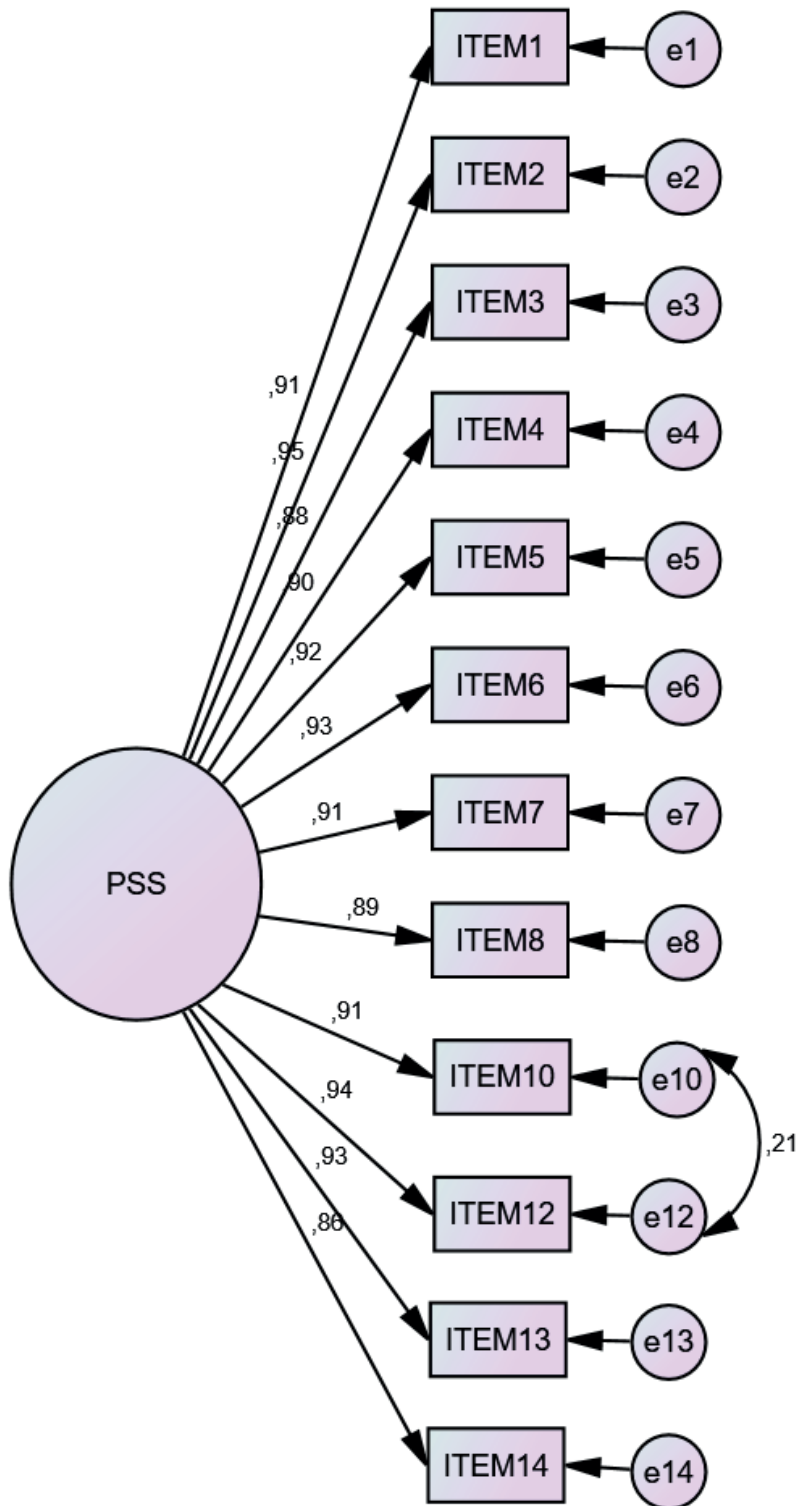 ITEM1
e1
ITEM2
e2
ITEM3
e3
ITEM4
e4
ITEM5
e5
ITEM6
e6
ITEM7
e7
ITEM8
e8
ITEM10
e10
ITEM12
e12
ITEM13
e13
ITEM14
e14
PSS
,91
,95
,88
,90
,92
,93
,91
,89
,91
,94
,93
,86
,21